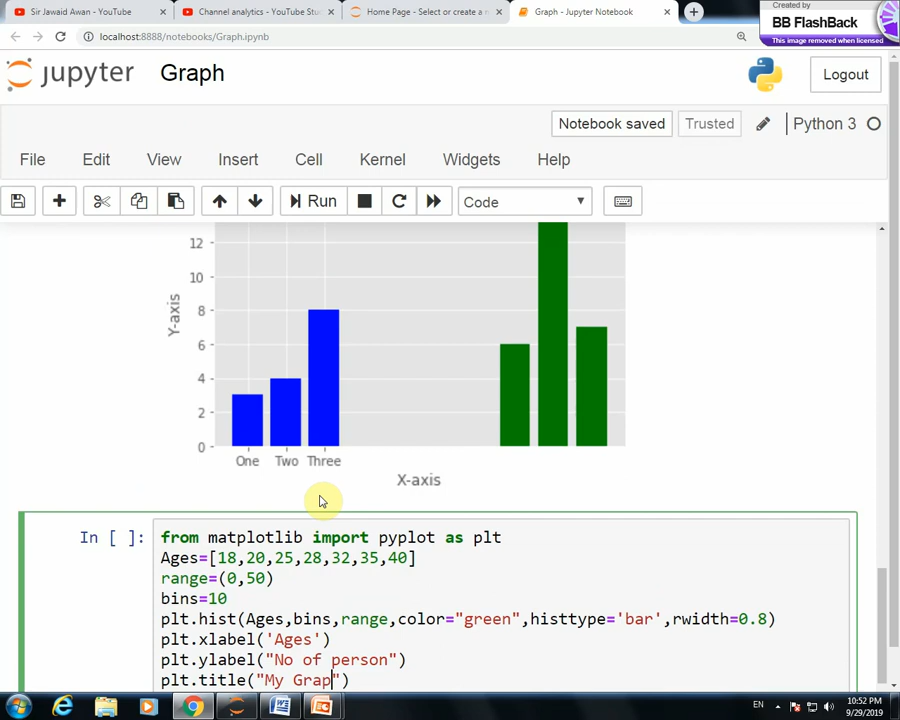 Created by
BB FlashBack
This image removed when licensed
Sir Jawaid Awan - YouTube
Channel analytics - YouTube Stu
Home Page - Select or create a n
Graph - Jupyter Notebook
localhost:8888/notebooks/Graph.ipynb
jupyter Graph
Logout
Notebook saved Trusted Python 3
File Edit View Insert Cell Kernel Widgets Help
Run Code
12
10
8
6
4
2
0
Y-axis
One Two Three
X-axis
In [ ]:
from matplotlib import pyplot as plt
Ages=[18,20,25,28,32,35,40]
range=(0,50)
bins=10
plt.hist(Ages,bins,range,color="green",histtype='bar',rwidth=0.8)
plt.xlabel('Ages')
plt.ylabel("No of person")
plt.title("My Grap")
EN 10:52 PM
9/29/2019